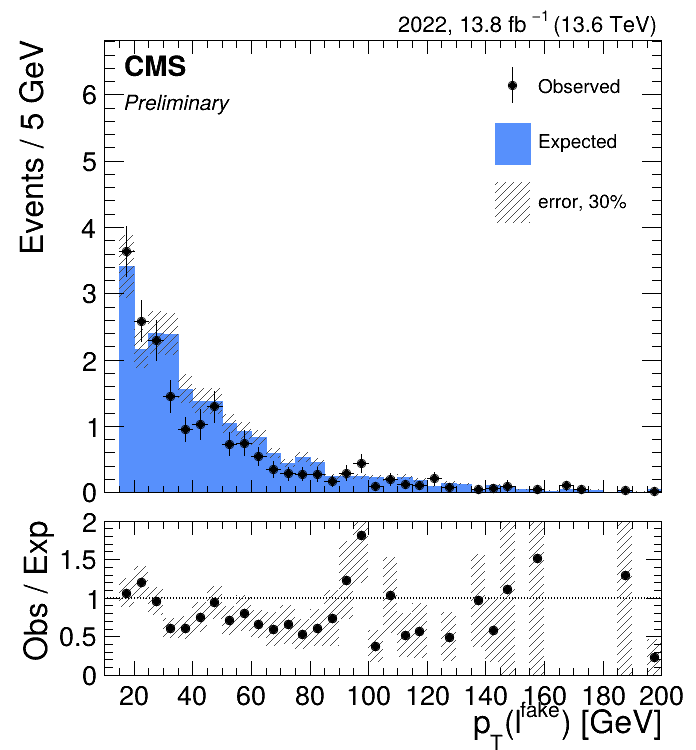 2022, 13.8 fb⁻¹ (13.6 TeV)
CMS
Preliminary
Observed
Expected
error, 30%
Events / 5 GeV
6
5
4
3
2
1
0
Obs / Exp
2
1.5
1
0.5
0
20 40 60 80 100 120 140 160 180 200
p_T(l^fake) [GeV]